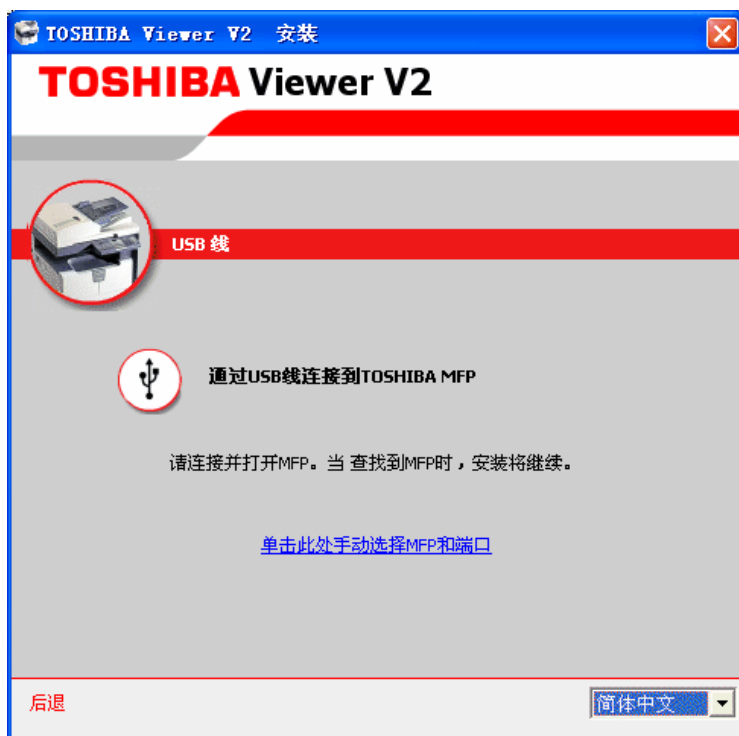 TOSHIBA Viewer V2 安装
TOSHIBA Viewer V2
USB 线
通过USB线连接到TOSHIBA MFP
请连接并打开MFP。当 查找到MFP时，安装将继续。
单击此处手动选择MFP和端口
后退
简体中文